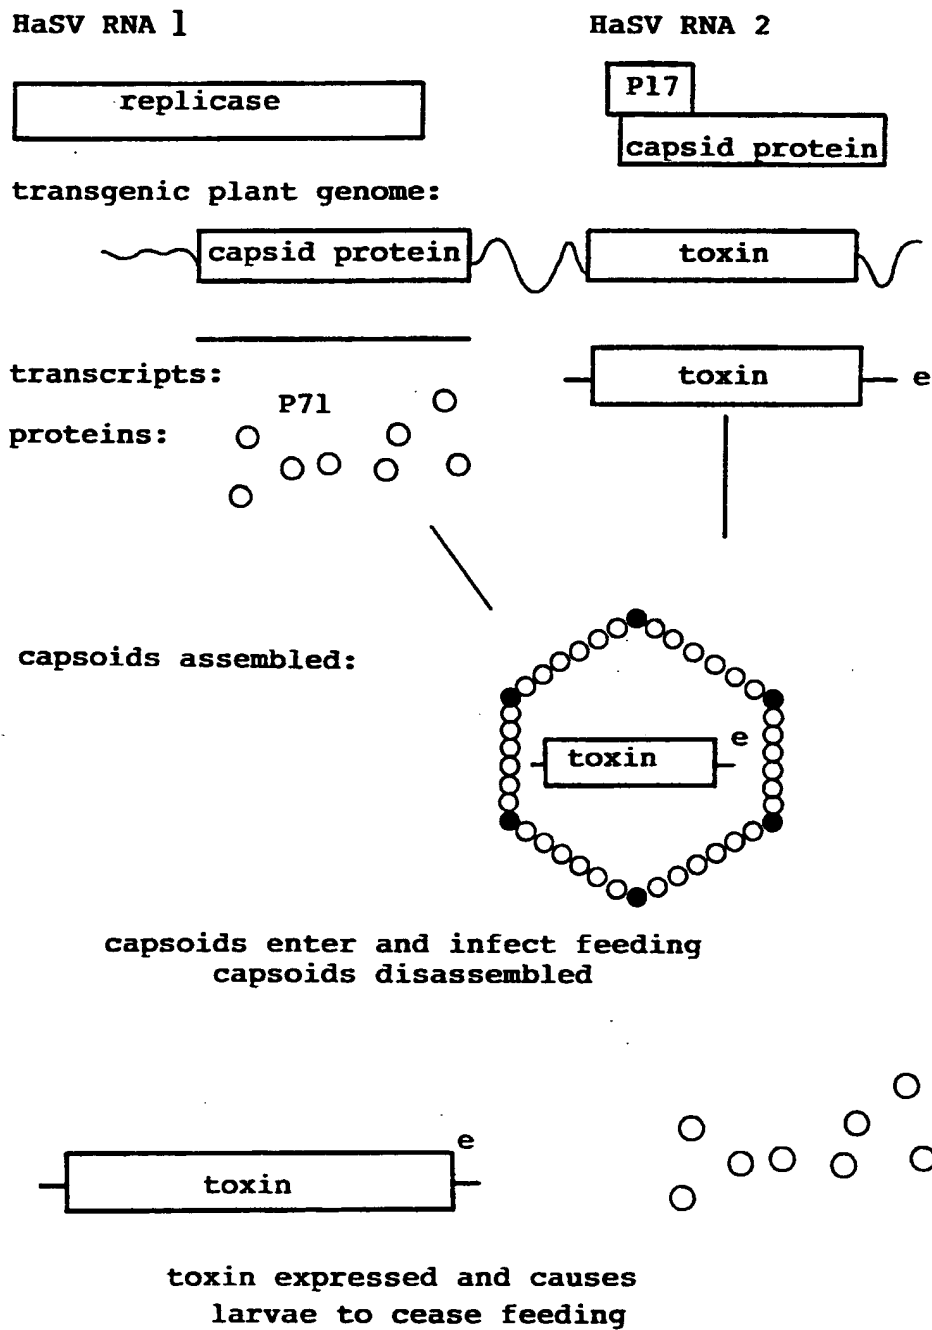 HaSV RNA 1
HaSV RNA 2
replicase
P17
capsid protein
transgenic plant genome:
capsid protein
toxin
transcripts:
toxin
e
P71
proteins:
capsoids assembled:
toxin
e
capsoids enter and infect feeding
capsoids disassembled
e
toxin
toxin expressed and causes
larvae to cease feeding